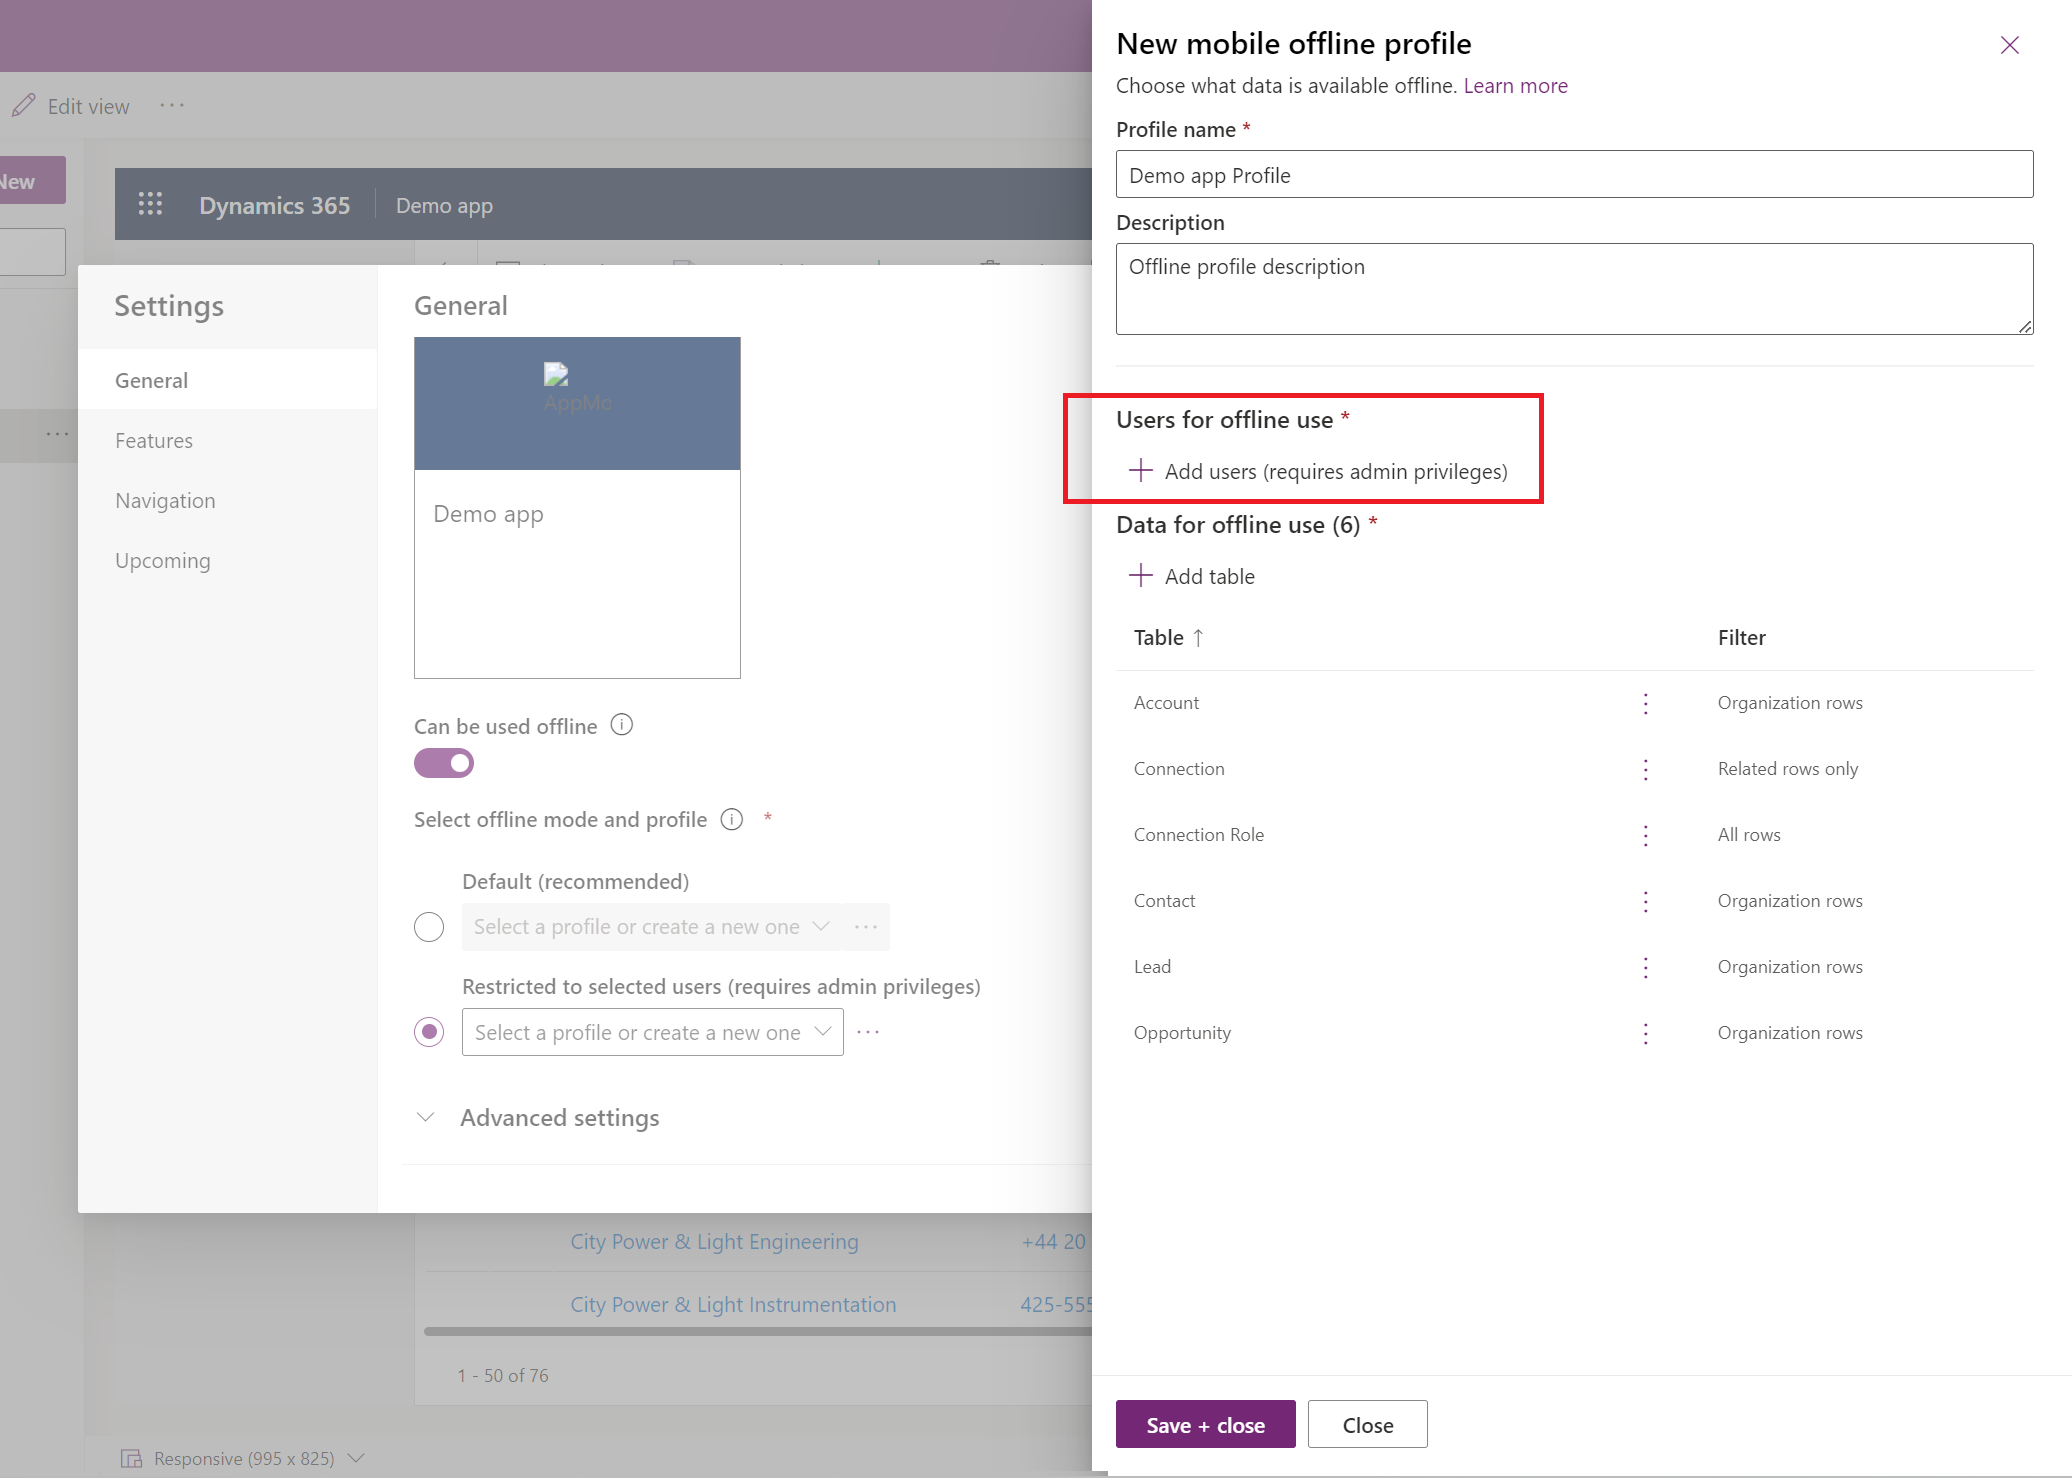 Edit view
New
Dynamics 365
Demo app
Settings
General
Features
Navigation
Upcoming
General
AppMo
Demo app
Can be used offline
Select offline mode and profile *
Default (recommended)
Select a profile or create a new one
Restricted to selected users (requires admin privileges)
Select a profile or create a new one
Advanced settings
City Power & Light Engineering +44 20
City Power & Light Instrumentation 425-555
1 - 50 of 76
Responsive (995 x 825)
New mobile offline profile
Choose what data is available offline. Learn more
Profile name *
Demo app Profile
Description
Offline profile description
Users for offline use *
Add users (requires admin privileges)
Data for offline use (6) *
Add table
Table ↑ Filter
Account Organization rows
Connection Related rows only
Connection Role All rows
Contact Organization rows
Lead Organization rows
Opportunity Organization rows
Save + close
Close